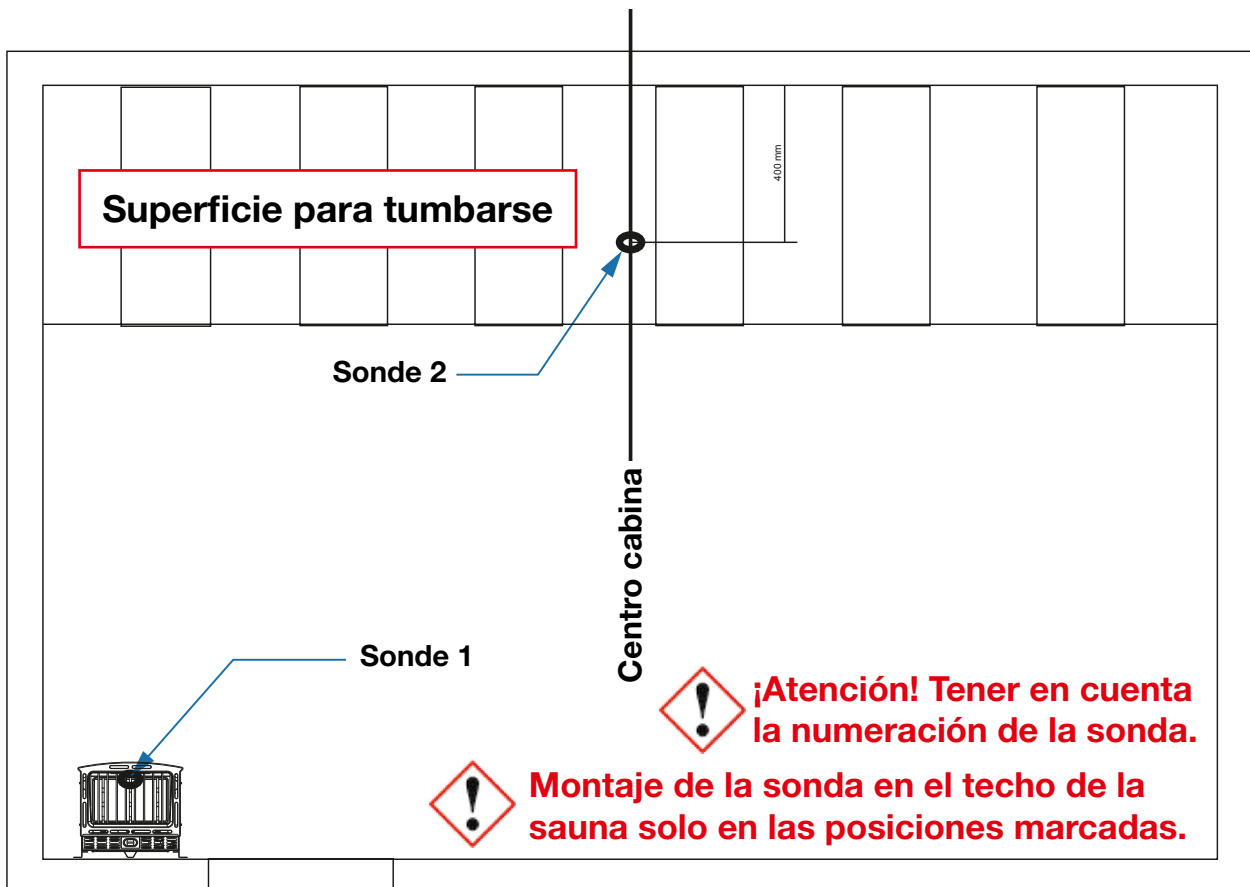 400 mm
Superficie para tumbarse
Sonde 2
Centro cabina
Sonde 1
¡Atención! Tener en cuenta
la numeración de la sonda.
Montaje de la sonda en el techo de la
sauna solo en las posiciones marcadas.